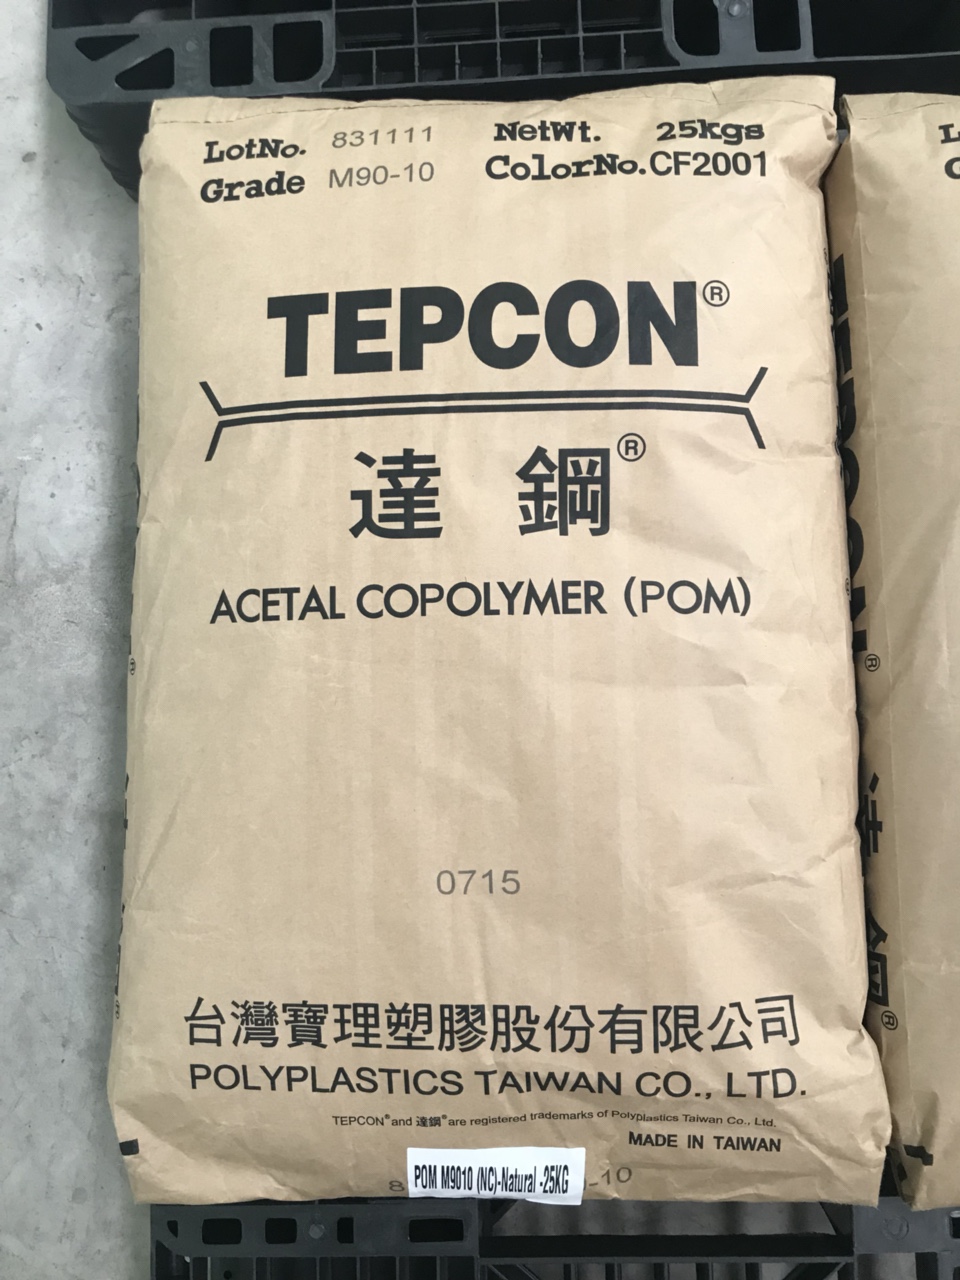 LotNo. 831111 NetWt. 25kgs
Grade M90-10 ColorNo. CF2001
TEPCON®
達鋼®
ACETAL COPOLYMER (POM)
0715
台灣寶理塑膠股份有限公司
POLYPLASTICS TAIWAN CO., LTD.
TEPCON® and 達鋼® are registered trademarks of Polyplastics Taiwan Co., Ltd.
MADE IN TAIWAN
POM M9010 (NC)-Natural -25KG